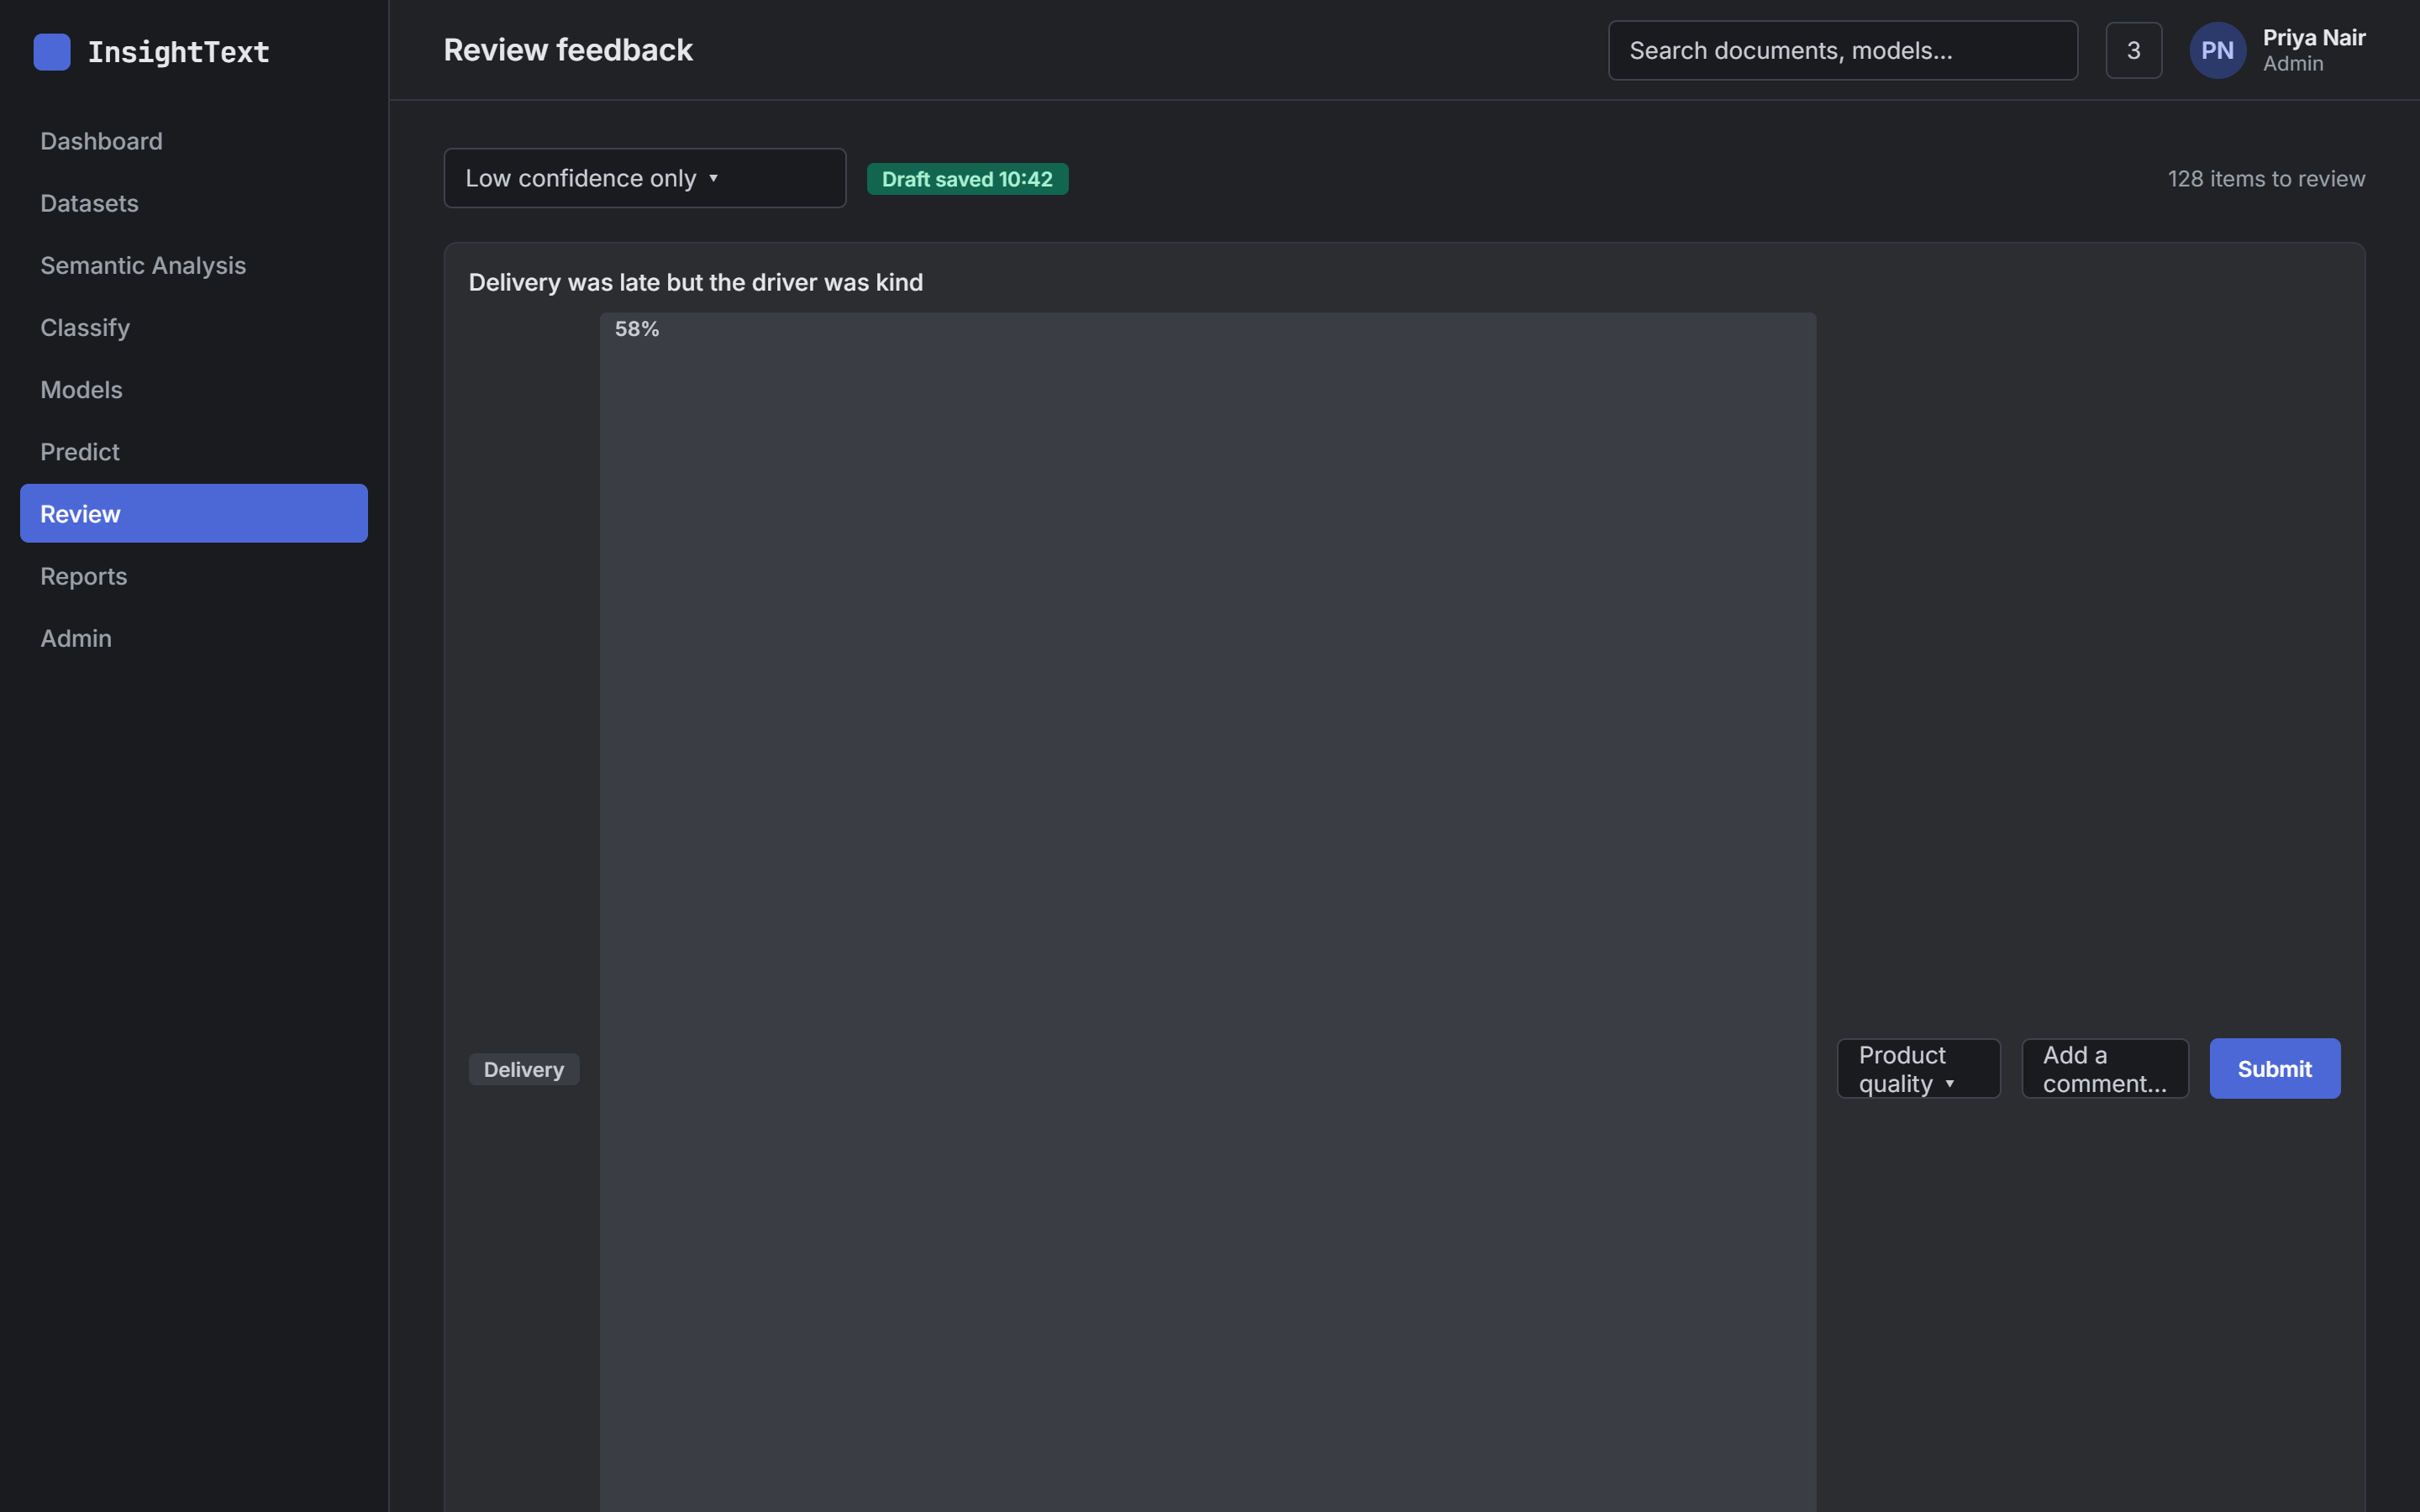 InsightText
Review feedback
Search documents, models...
3
PN
Priya Nair
Admin
Dashboard
Datasets
Semantic Analysis
Classify
Models
Predict
Review
Reports
Admin
Low confidence only ▾
Draft saved 10:42
128 items to review
Delivery was late but the driver was kind
58%
Delivery
Product
quality ▾
Add a
comment...
Submit